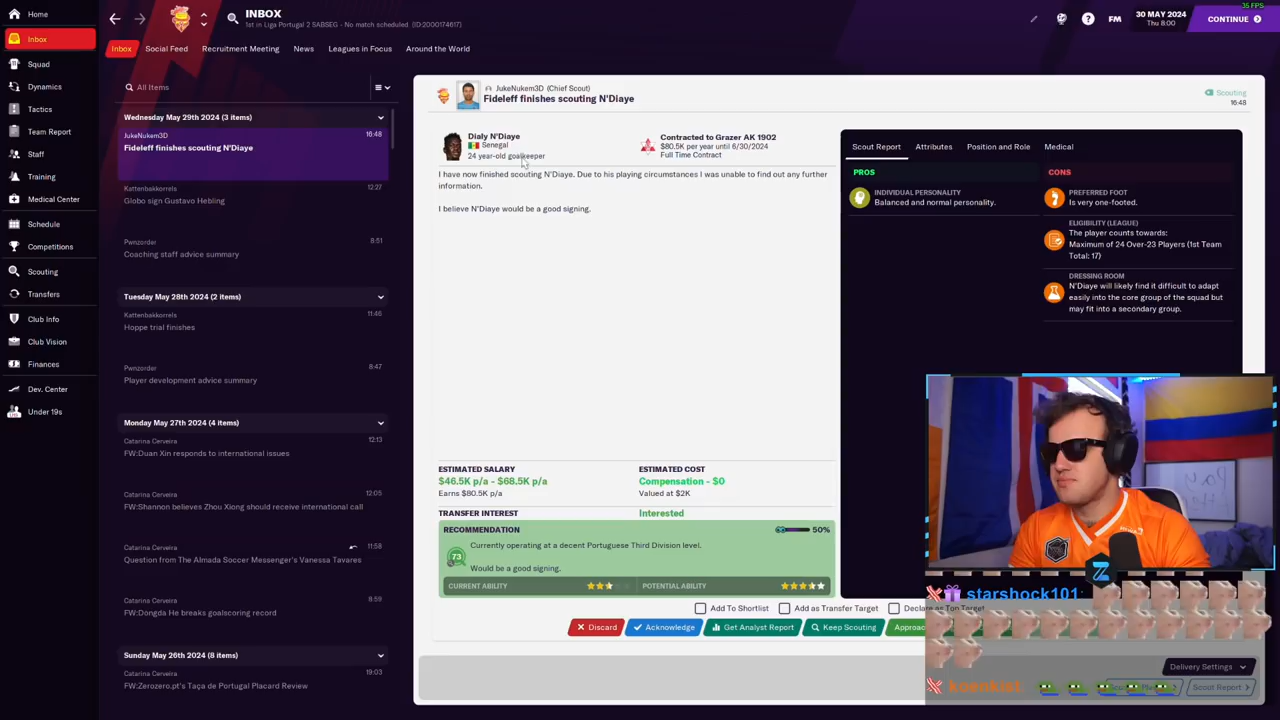 35 FPS
Home
Inbox
Squad
Dynamics
Tactics
Team Report
Staff
Training
Medical Center
Schedule
Competitions
Scouting
Transfers
Club Info
Club Vision
Finances
Dev. Center
Under 19s
INBOX
1st in Liga Portugal 2 SABSEG - No match scheduled. (ID:2000174617)
FM
30 MAY 2024
Thu 8:00
CONTINUE
Inbox
Social Feed
Recruitment Meeting
News
Leagues in Focus
Around the World
All Items
Wednesday May 29th 2024 (3 items)
JukeNukem3D
16:48
Fideleff finishes scouting N'Diaye
Kattenbakkorrels
12:27
Globo sign Gustavo Hebling
Pwnzorder
8:51
Coaching staff advice summary
Tuesday May 28th 2024 (2 items)
Kattenbakkorrels
11:46
Hoppe trial finishes
Pwnzorder
8:47
Player development advice summary
Monday May 27th 2024 (4 items)
Catarina Cerveira
12:13
FW:Duan Xin responds to international issues
Catarina Cerveira
12:05
FW:Shannon believes Zhou Xiong should receive international call
Catarina Cerveira
11:58
Question from The Almada Soccer Messenger's Vanessa Tavares
Catarina Cerveira
8:59
FW:Dongda He breaks goalscoring record
Sunday May 26th 2024 (8 items)
Catarina Cerveira
19:03
FW:Zerozero.pt's Taça de Portugal Placard Review
JukeNukem3D (Chief Scout)
Fideleff finishes scouting N'Diaye
Scouting
16:48
Dialy N'Diaye
Senegal
24 year-old goalkeeper
Contracted to Grazer AK 1902
$80.5K per year until 6/30/2024
Full Time Contract
I have now finished scouting N'Diaye. Due to his playing circumstances I was unable to find out any further
information.
I believe N'Diaye would be a good signing.
ESTIMATED SALARY
$46.5K p/a - $68.5K p/a
Earns $80.5K p/a
ESTIMATED COST
Compensation - $0
Valued at $2K
TRANSFER INTEREST
Interested
RECOMMENDATION
50%
73
Currently operating at a decent Portuguese Third Division level.
Would be a good signing.
CURRENT ABILITY
POTENTIAL ABILITY
Scout Report
Attributes
Position and Role
Medical
PROS
INDIVIDUAL PERSONALITY
Balanced and normal personality.
CONS
PREFERRED FOOT
Is very one-footed.
ELIGIBILITY (LEAGUE)
The player counts towards:
Maximum of 24 Over-23 Players (1st Team
Total: 17)
DRESSING ROOM
N'Diaye will likely find it difficult to adapt
easily into the core group of the squad but
may fit into a secondary group.
Add To Shortlist
Add as Transfer Target
Declare as Top Target
Discard
Acknowledge
Get Analyst Report
Keep Scouting
Approa
starshock101:
Delivery Settings
Scout Report